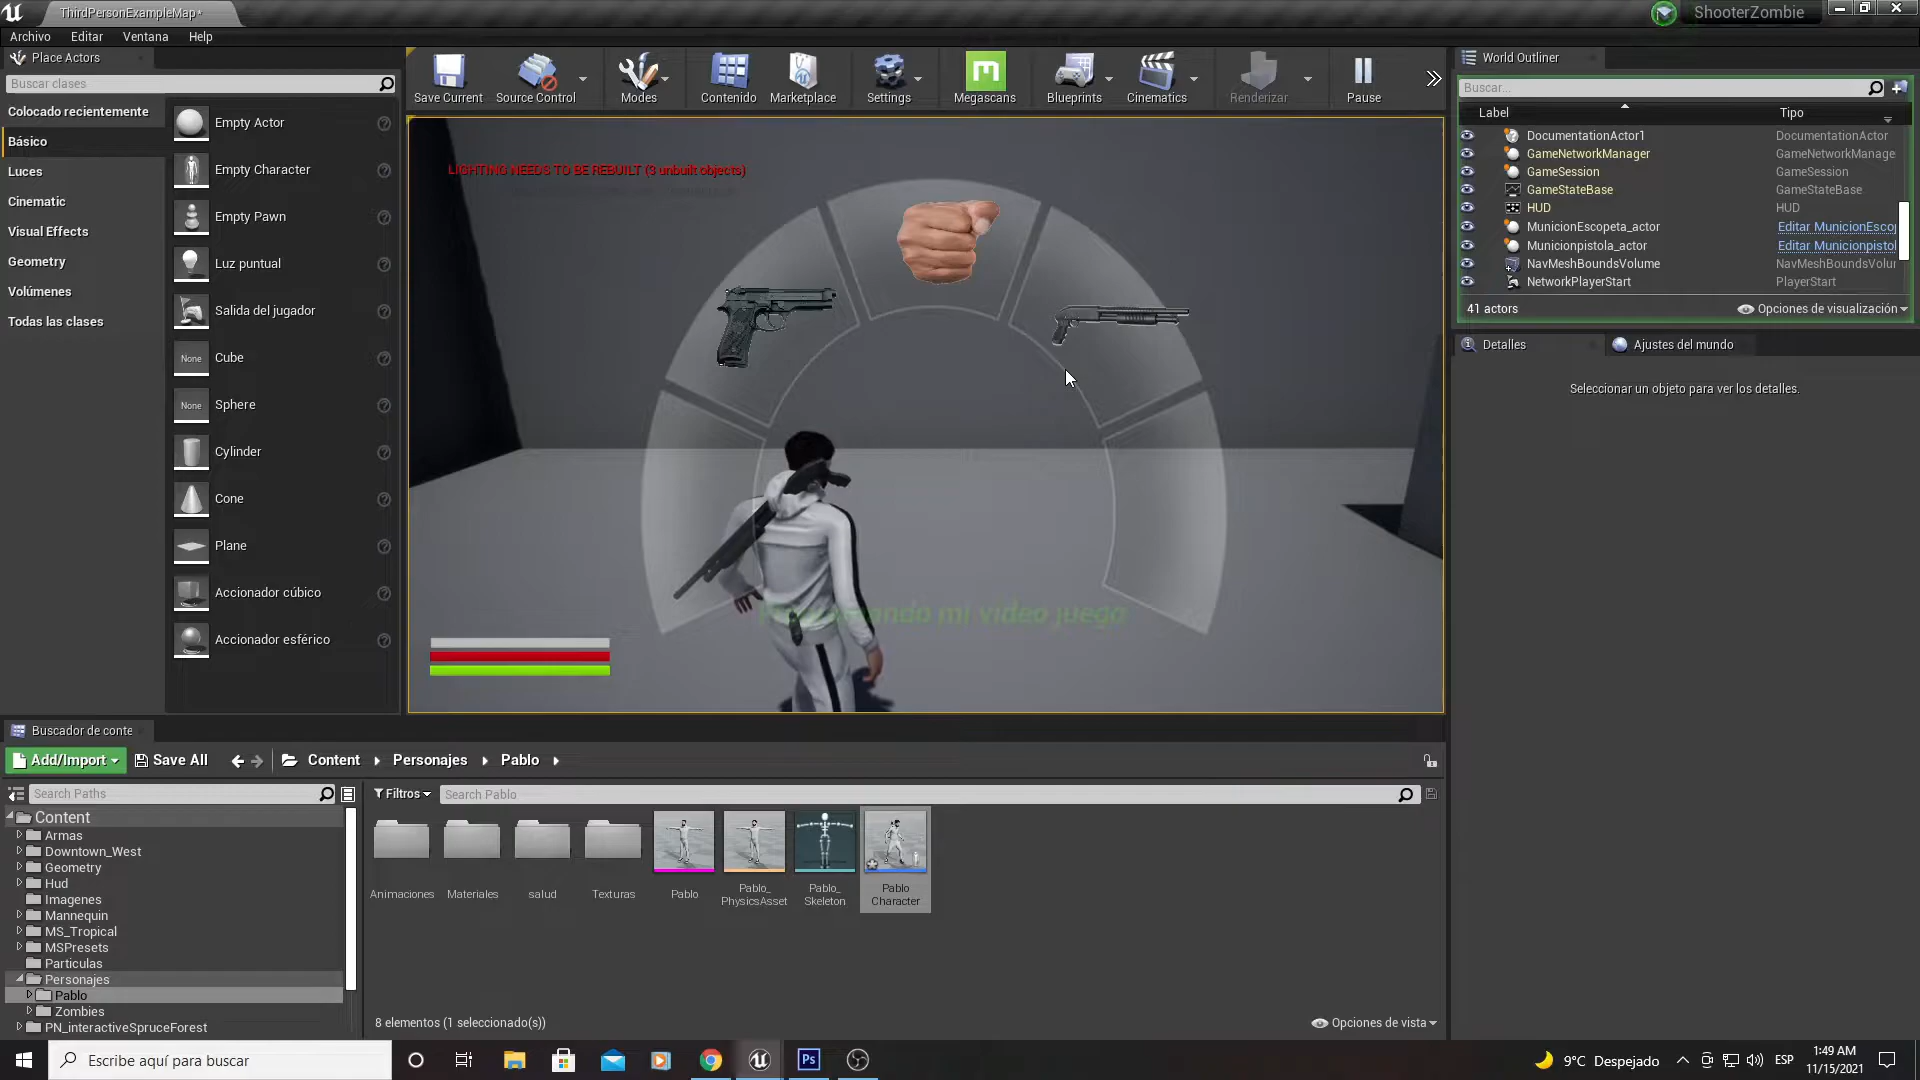 ThirdPersonExampleMap*
ShooterZombie
Archivo
Editar
Ventana
Help
Place Actors
Buscar clases
Colocado recientemente
Básico
Luces
Cinematic
Visual Effects
Geometry
Volúmenes
Todas las clases
Empty Actor
Empty Character
Empty Pawn
Luz puntual
Salida del jugador
None
Cube
None
Sphere
Cylinder
Cone
Plane
Accionador cúbico
Accionador esférico
Save Current
Source Control
Modes
Contenido
Marketplace
Settings
Megascans
Blueprints
Cinematics
Renderizar
Pause
LIGHTING NEEDS TO BE REBUILT (3 unbuilt objects)
mi video juego
World Outliner
Buscar...
Label
Tipo
DocumentationActor1
DocumentationActor
GameNetworkManager
GameNetworkManage
GameSession
GameSession
GameStateBase
GameStateBase
HUD
HUD
MunicionEscopeta_actor
Editar MunicionEscop
Municionpistola_actor
Editar Municionpistol
NavMeshBoundsVolume
NavMeshBoundsVolur
NetworkPlayerStart
PlayerStart
41 actors
Opciones de visualización
Detalles
Ajustes del mundo
Seleccionar un objeto para ver los detalles.
Buscador de conte
Add/Import
Save All
Content
Personajes
Pablo
Search Paths
Content
Armas
Downtown_West
Geometry
Hud
Imagenes
Mannequin
MS_Tropical
MSPresets
Particulas
Personajes
Pablo
Zombies
PN_interactiveSpruceForest
Filtros
Search Pablo
Animaciones
Materiales
salud
Texturas
Pablo
Pablo_
PhysicsAsset
Pablo_
Skeleton
Pablo
Character
8 elementos (1 seleccionado(s))
Opciones de vista
Escribe aquí para buscar
Ps
9°C Despejado
ESP
1:49 AM
11/15/2021